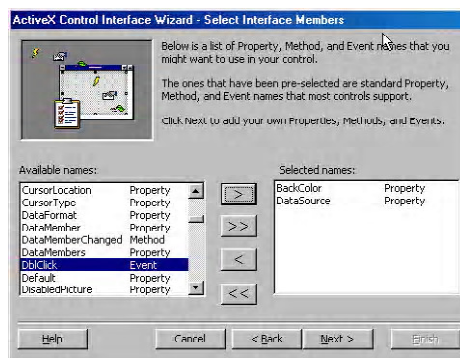 ActiveX Control Interface Wizard - Select Interface Members
Below is a list of Property, Method, and Event names that you
might want to use in your control.
The ones that have been pre-selected are standard Property,
Method, and Event names that most controls support.
Click Next to add your own Properties, Methods, and Events.
Available names:
CursorLocation Property
CursorType Property
DataFormat Property
DataMember Property
DataMemberChanged Method
DataMembers Property
DblClick Event
Default Property
DisabledPicture Property
>
>>
<
<<
Selected names:
BackColor Property
DataSource Property
Help
Cancel
< Back
Next >
Finish